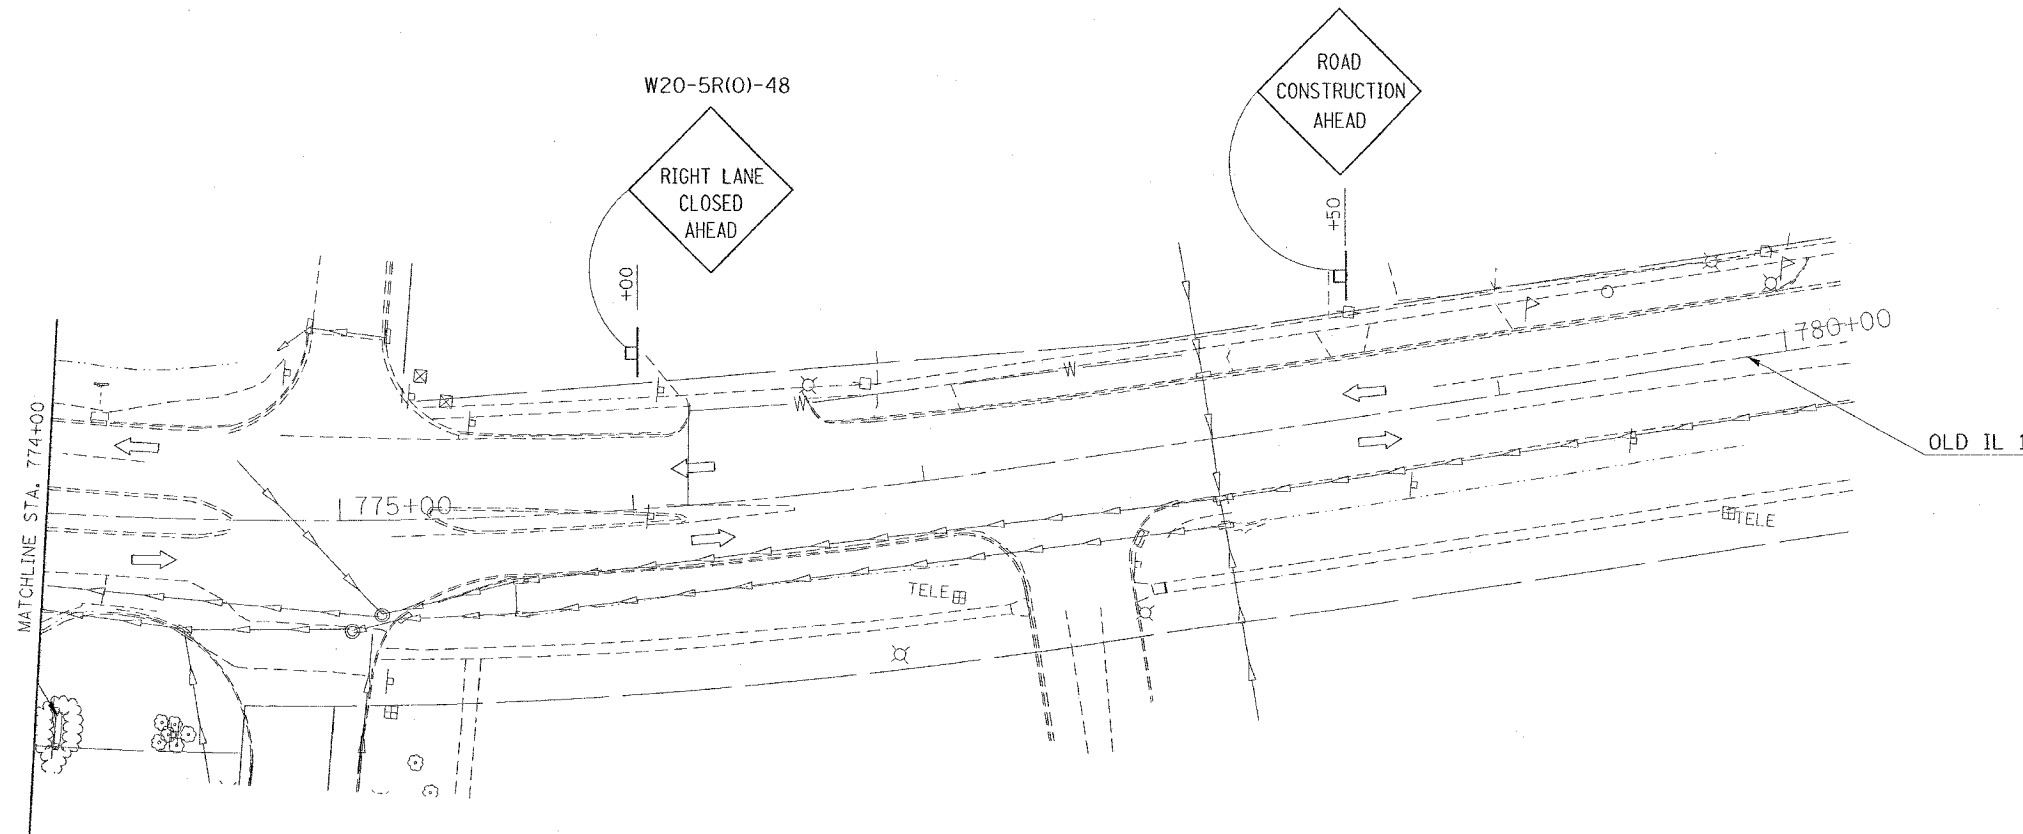 W20-5R(O)-48
RIGHT LANE
CLOSED
AHEAD
ROAD
CONSTRUCTION
AHEAD
+00
+50
780+00
W
W
OLD IL 1
775+00
MATCHLINE STA. 774+00
TELE
TELE